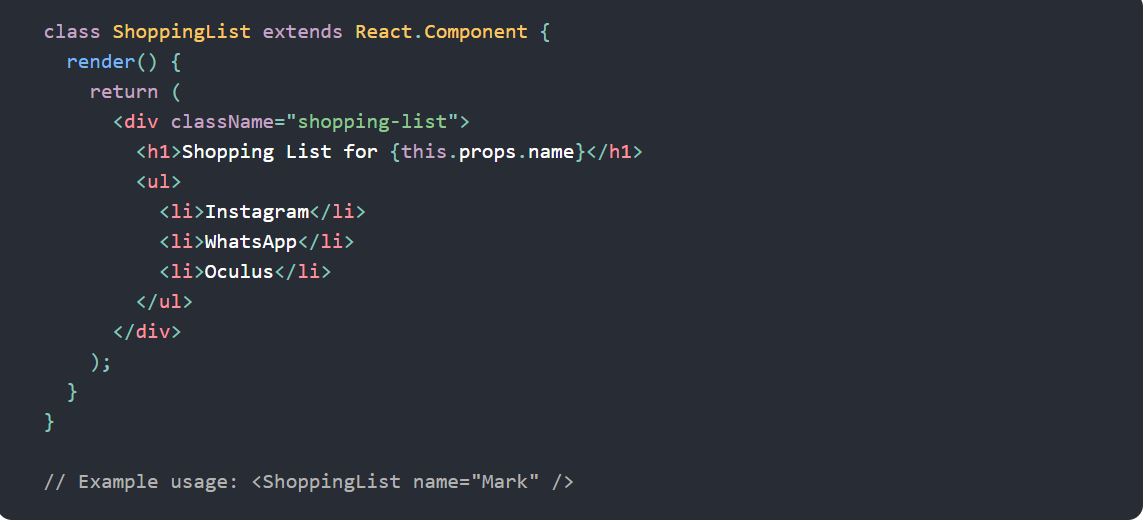 class ShoppingList extends React.Component {
  render() {
    return (
      <div className="shopping-list">
        <h1>Shopping List for {this.props.name}</h1>
        <ul>
          <li>Instagram</li>
          <li>WhatsApp</li>
          <li>Oculus</li>
        </ul>
      </div>
    );
  }
}

// Example usage: <ShoppingList name="Mark" />